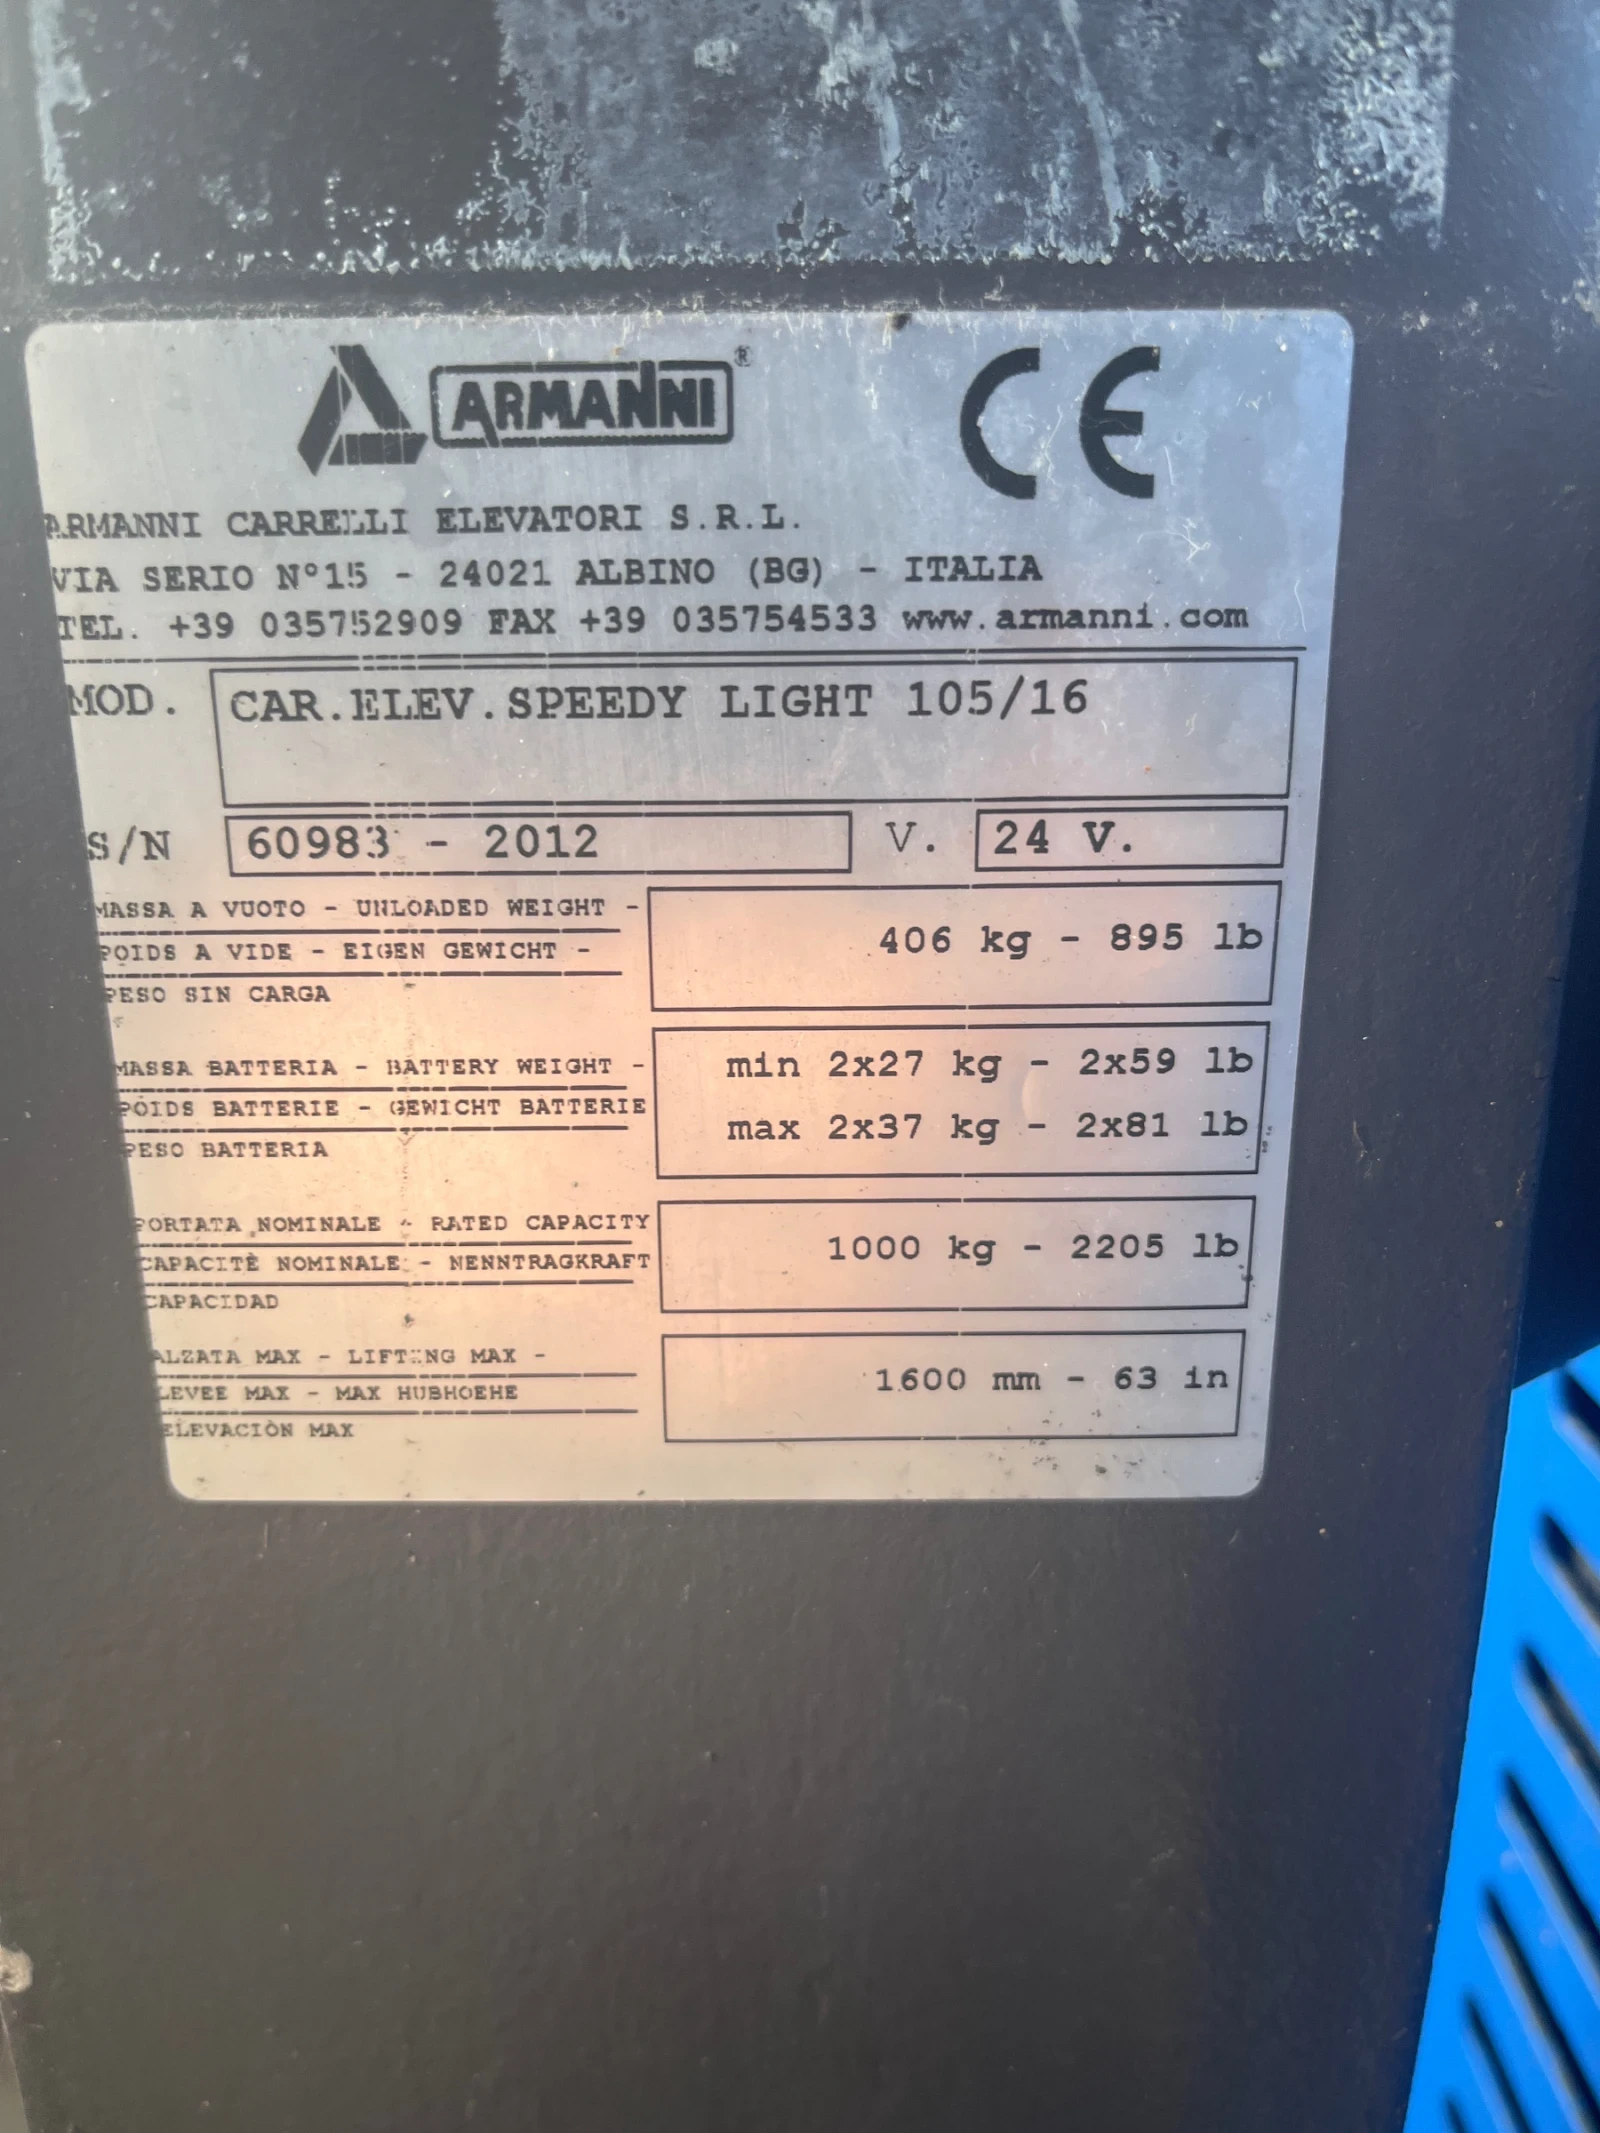 ARMANNI ®
CE
ARMANNI CARRELLI ELEVATORI S.R.L.
VIA SERIO N°15 - 24021 ALBINO (BG) - ITALIA
TEL. +39 035752909 FAX +39 035754533 www.armanni.com
MOD. CAR.ELEV.SPEEDY LIGHT 105/16
S/N 60983 - 2012 V. 24 V.
MASSA A VUOTO - UNLOADED WEIGHT -
POIDS A VIDE - EIGEN GEWICHT -
PESO SIN CARGA
406 kg - 895 lb
MASSA BATTERIA - BATTERY WEIGHT -
POIDS BATTERIE - GEWICHT BATTERIE
PESO BATTERIA
min 2x27 kg - 2x59 lb
max 2x37 kg - 2x81 lb
PORTATA NOMINALE - RATED CAPACITY
CAPACITÈ NOMINALE - NENNTRAGKRAFT
CAPACIDAD
1000 kg - 2205 lb
ALZATA MAX - LIFTING MAX -
LEVEE MAX - MAX HUBHOEHE
ELEVACIÒN MAX
1600 mm - 63 in